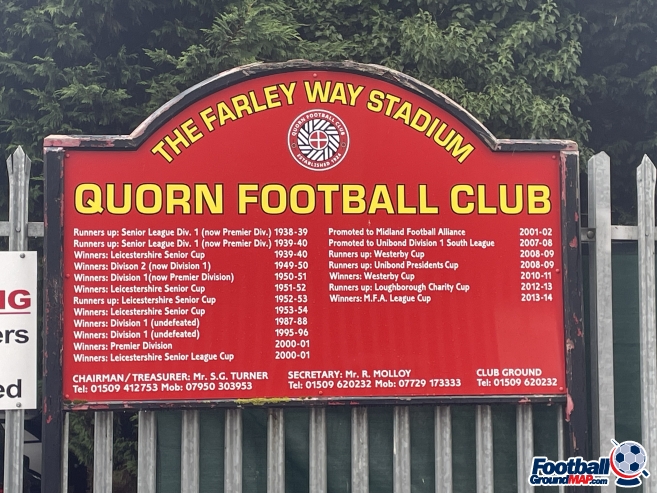 THE FARLEY WAY STADIUM
QUORN FOOTBALL CLUB
ESTABLISHED 1924
QUORN FOOTBALL CLUB
Runners up: Senior League Div. 1 (now Premier Div.) 1938-39
Runners up: Senior League Div. 1 (now Premier Div.) 1939-40
Winners: Leicestershire Senior Cup 1939-40
Winners: Divison 2 (now Division 1) 1949-50
Winners: Division 1(now Premier Division) 1950-51
Winners: Leicestershire Senior Cup 1951-52
Runners up: Leicestershire Senior Cup 1952-53
Winners: Leicestershire Senior Cup 1953-54
Winners: Division 1 (undefeated) 1987-88
Winners: Division 1 (undefeated) 1995-96
Winners: Premier Division 2000-01
Winners: Leicestershire Senior League Cup 2000-01
Promoted to Midland Football Alliance 2001-02
Promoted to Unibond Division 1 South League 2007-08
Runners up: Westerby Cup 2008-09
Runners up: Unibond Presidents Cup 2008-09
Winners: Westerby Cup 2010-11
Runners up: Loughborough Charity Cup 2012-13
Winners: M.F.A. League Cup 2013-14
CHAIRMAN/TREASURER: Mr. S.G. TURNER
Tel: 01509 412753 Mob: 07950 303953
SECRETARY: Mr. R. MOLLOY
Tel: 01509 620232 Mob: 07729 173333
CLUB GROUND
Tel: 01509 620232
NG
ers
ed
Football
GroundMAP.com